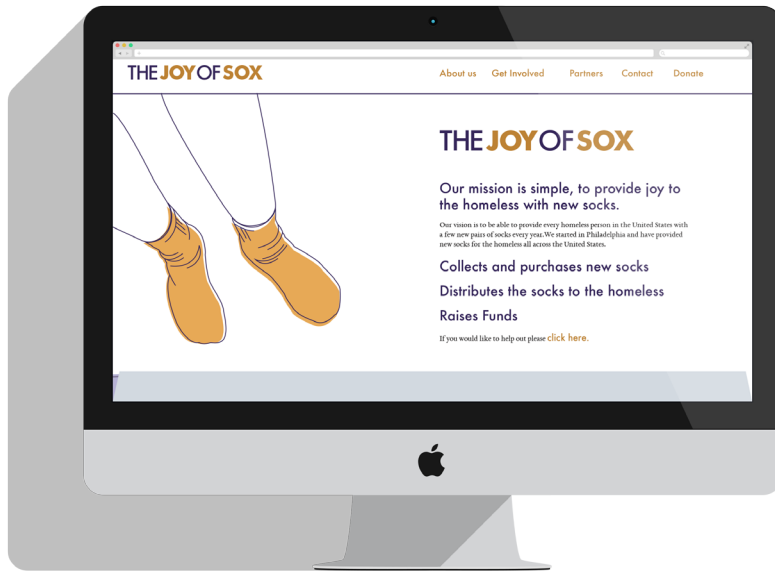 THE JOY OF SOX
About us Get Involved Partners Contact Donate
THE JOY OF SOX
Our mission is simple, to provide joy to
the homeless with new socks.
Our vision is to be able to provide every homeless person in the United States with
a few new pairs of socks every year.We started in Philadelphia and have provided
new socks for the homeless all across the United States.
Collects and purchases new socks
Distributes the socks to the homeless
Raises Funds
If you would like to help out please click here.